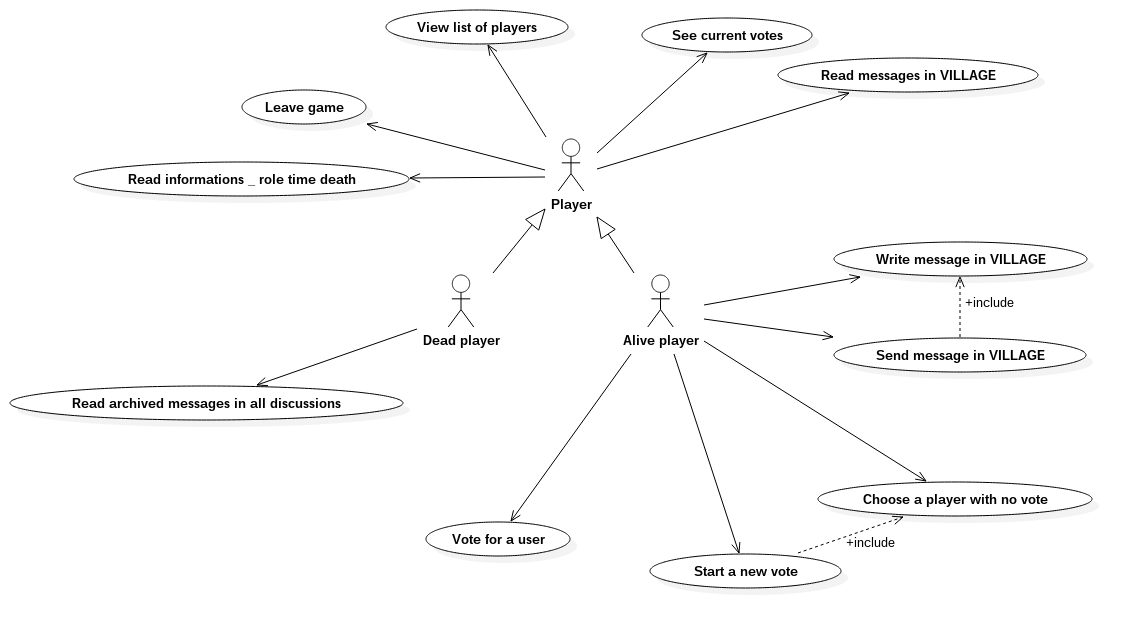 View list of players
See current votes
Read messages in VILLAGE
Leave game
Read informations _ role time death
Player
Write message in VILLAGE
+include
Dead player
Alive player
Send message in VILLAGE
Read archived messages in all discussions
Choose a player with no vote
Vote for a user
+include
Start a new vote